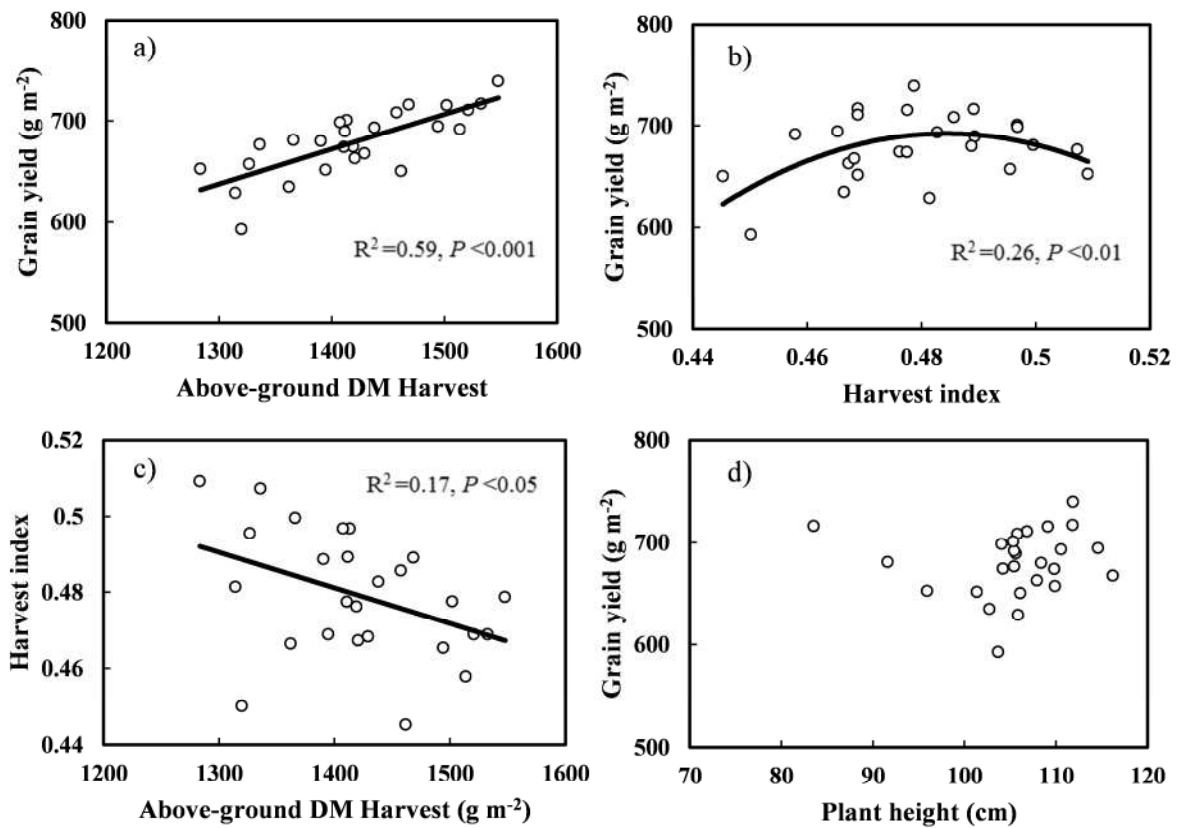 a)
Grain yield (g m-2)
800
700
600
500
R2=0.59, P <0.001
1200 1300 1400 1500 1600
Above-ground DM Harvest
b)
Grain yield (g m-2)
800
700
600
500
R2=0.26, P <0.01
0.44 0.46 0.48 0.5 0.52
Harvest index
c)
Harvest index
0.52
0.5
0.48
0.46
0.44
R2=0.17, P <0.05
1200 1300 1400 1500 1600
Above-ground DM Harvest (g m-2)
d)
Grain yield (g m-2)
800
700
600
500
70 80 90 100 110 120
Plant height (cm)